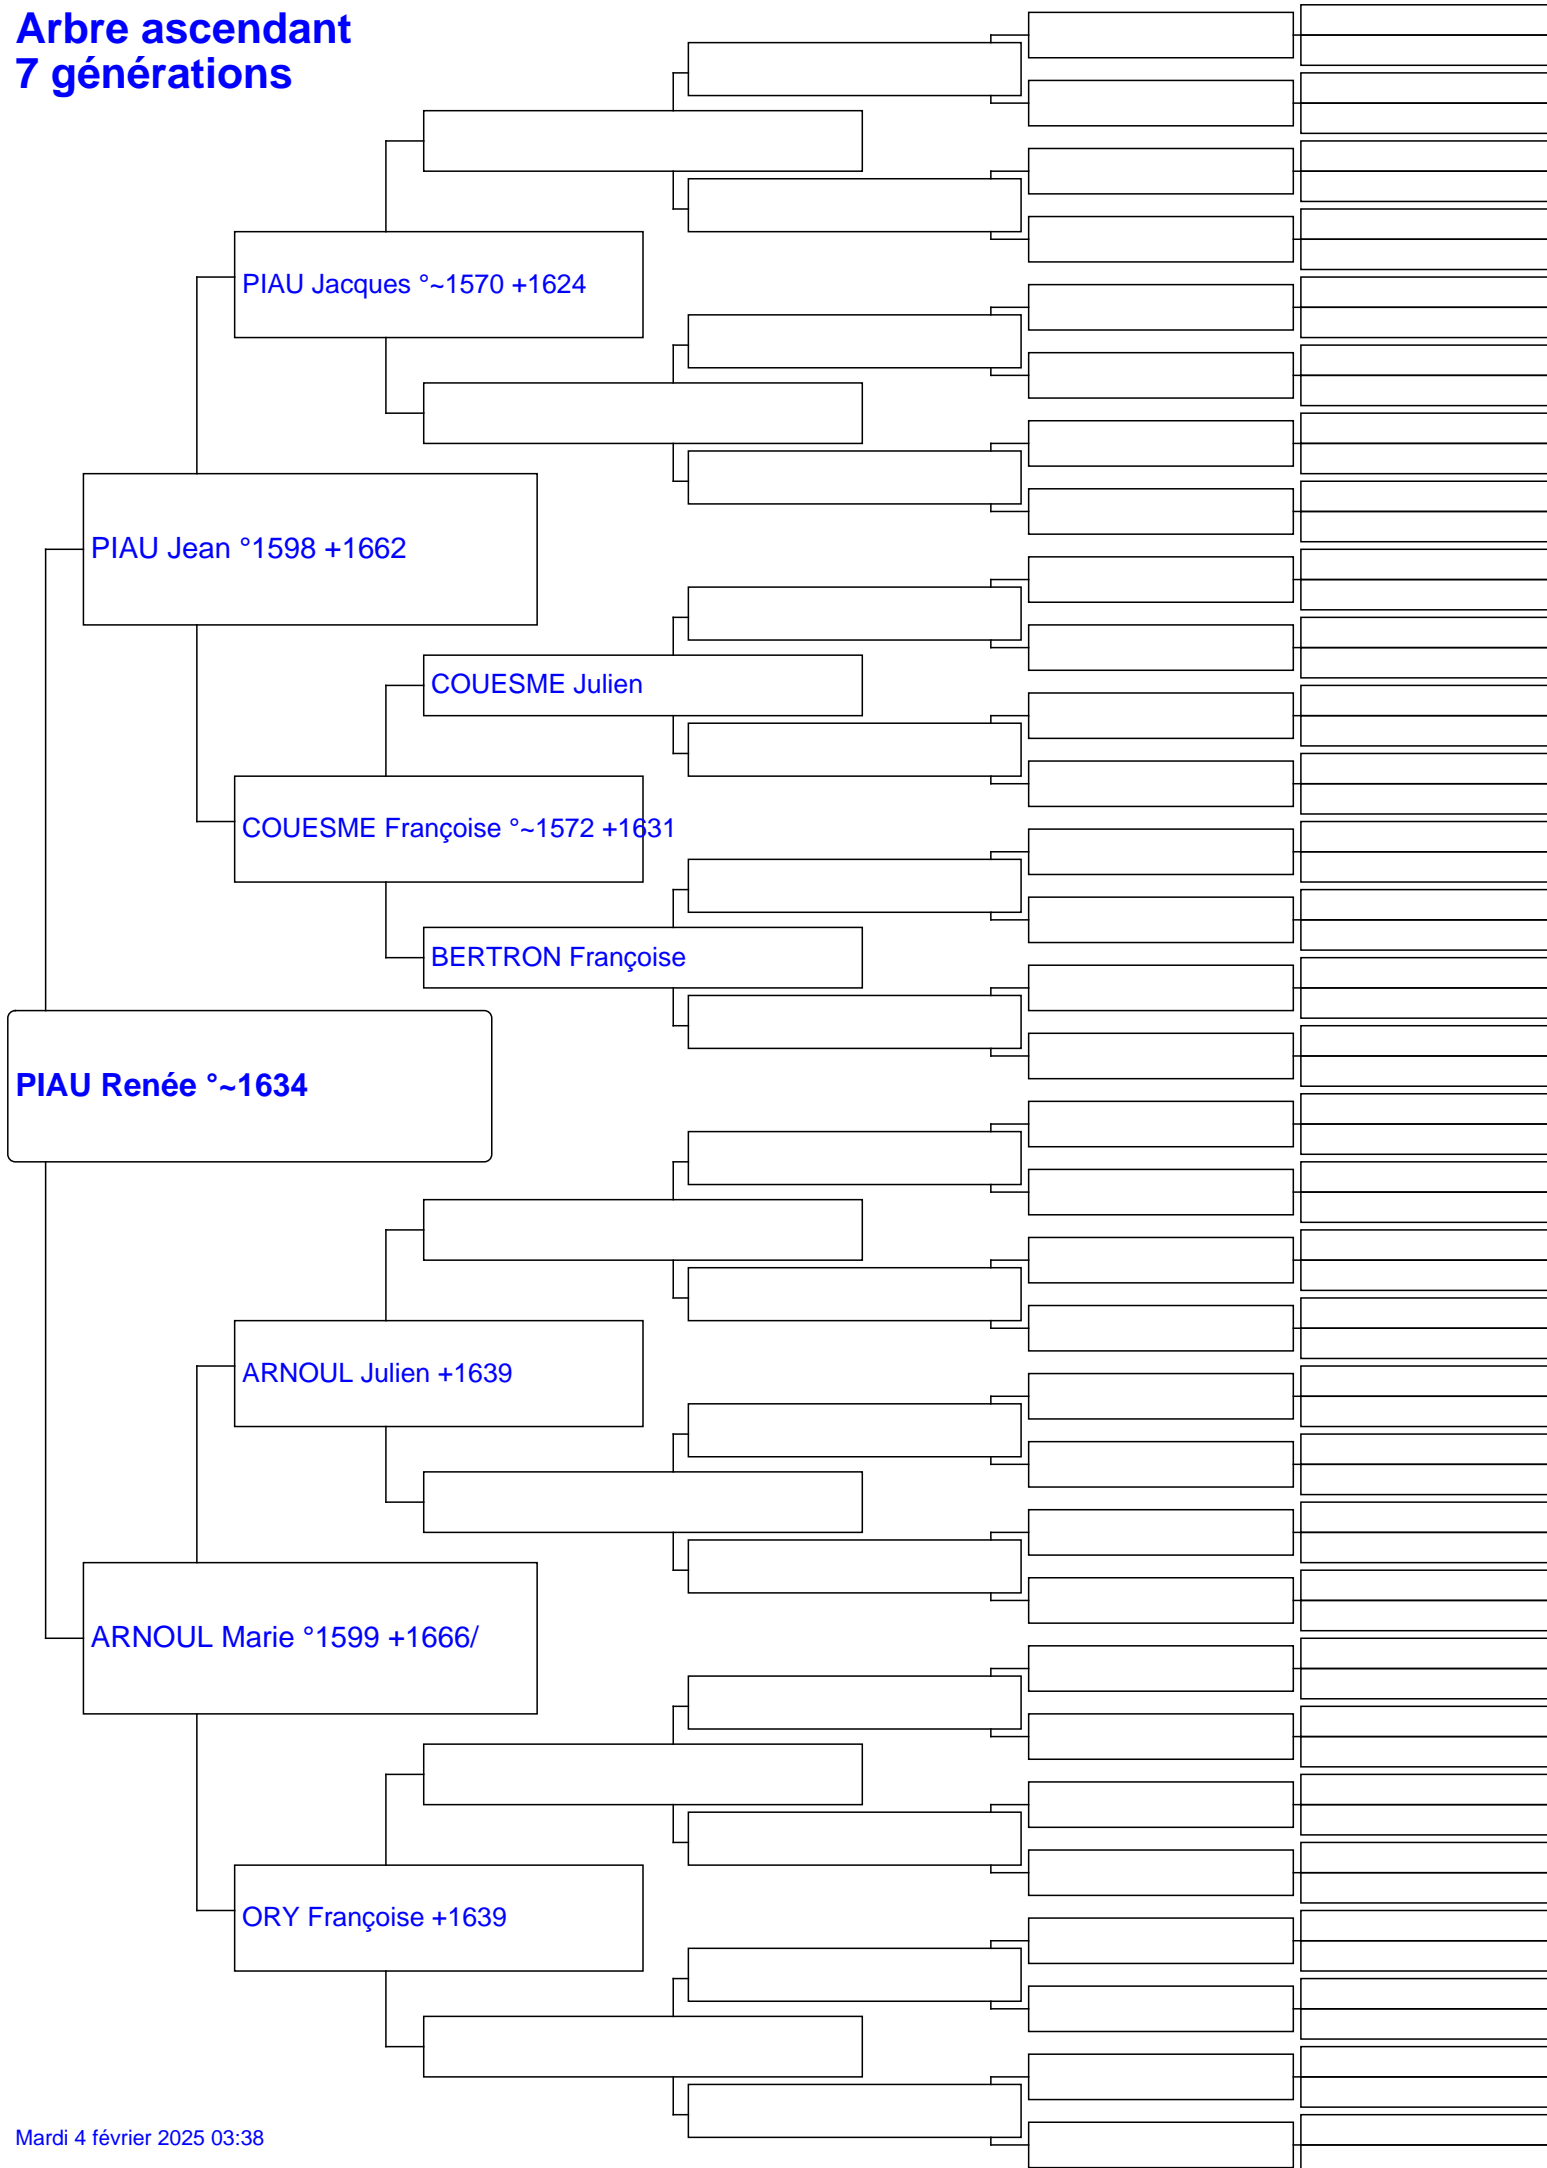 Arbre ascendant
7 générations
PIAU Jacques °~1570 +1624
PIAU Jean °1598 +1662
COUESME Julien
COUESME Françoise °~1572 +1631
BERTRON Françoise
PIAU Renée °~1634
ARNOUL Julien +1639
ARNOUL Marie °1599 +1666/
ORY Françoise +1639
Mardi 4 février 2025 03:38